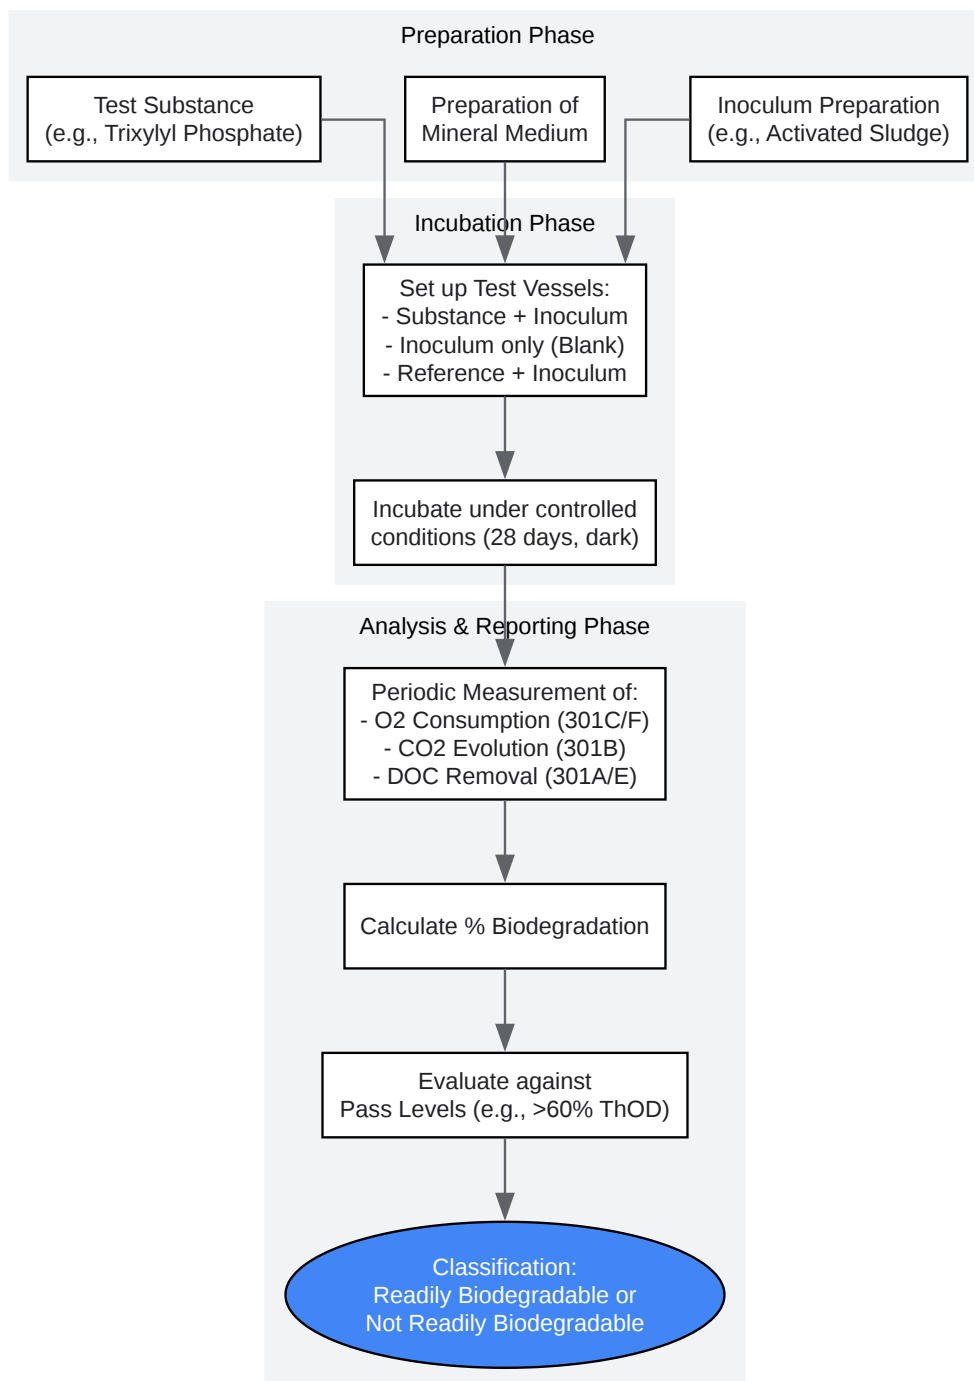 Preparation Phase
Test Substance
(e.g., Trixylyl Phosphate)
Preparation of
Mineral Medium
Inoculum Preparation
(e.g., Activated Sludge)
Incubation Phase
Set up Test Vessels:
- Substance + Inoculum
- Inoculum only (Blank)
- Reference + Inoculum
Incubate under controlled
conditions (28 days, dark)
Analysis & Reporting Phase
Periodic Measurement of:
- O2 Consumption (301C/F)
- CO2 Evolution (301B)
- DOC Removal (301A/E)
Calculate % Biodegradation
Evaluate against
Pass Levels (e.g., >60% ThOD)
Classification:
Readily Biodegradable or
Not Readily Biodegradable